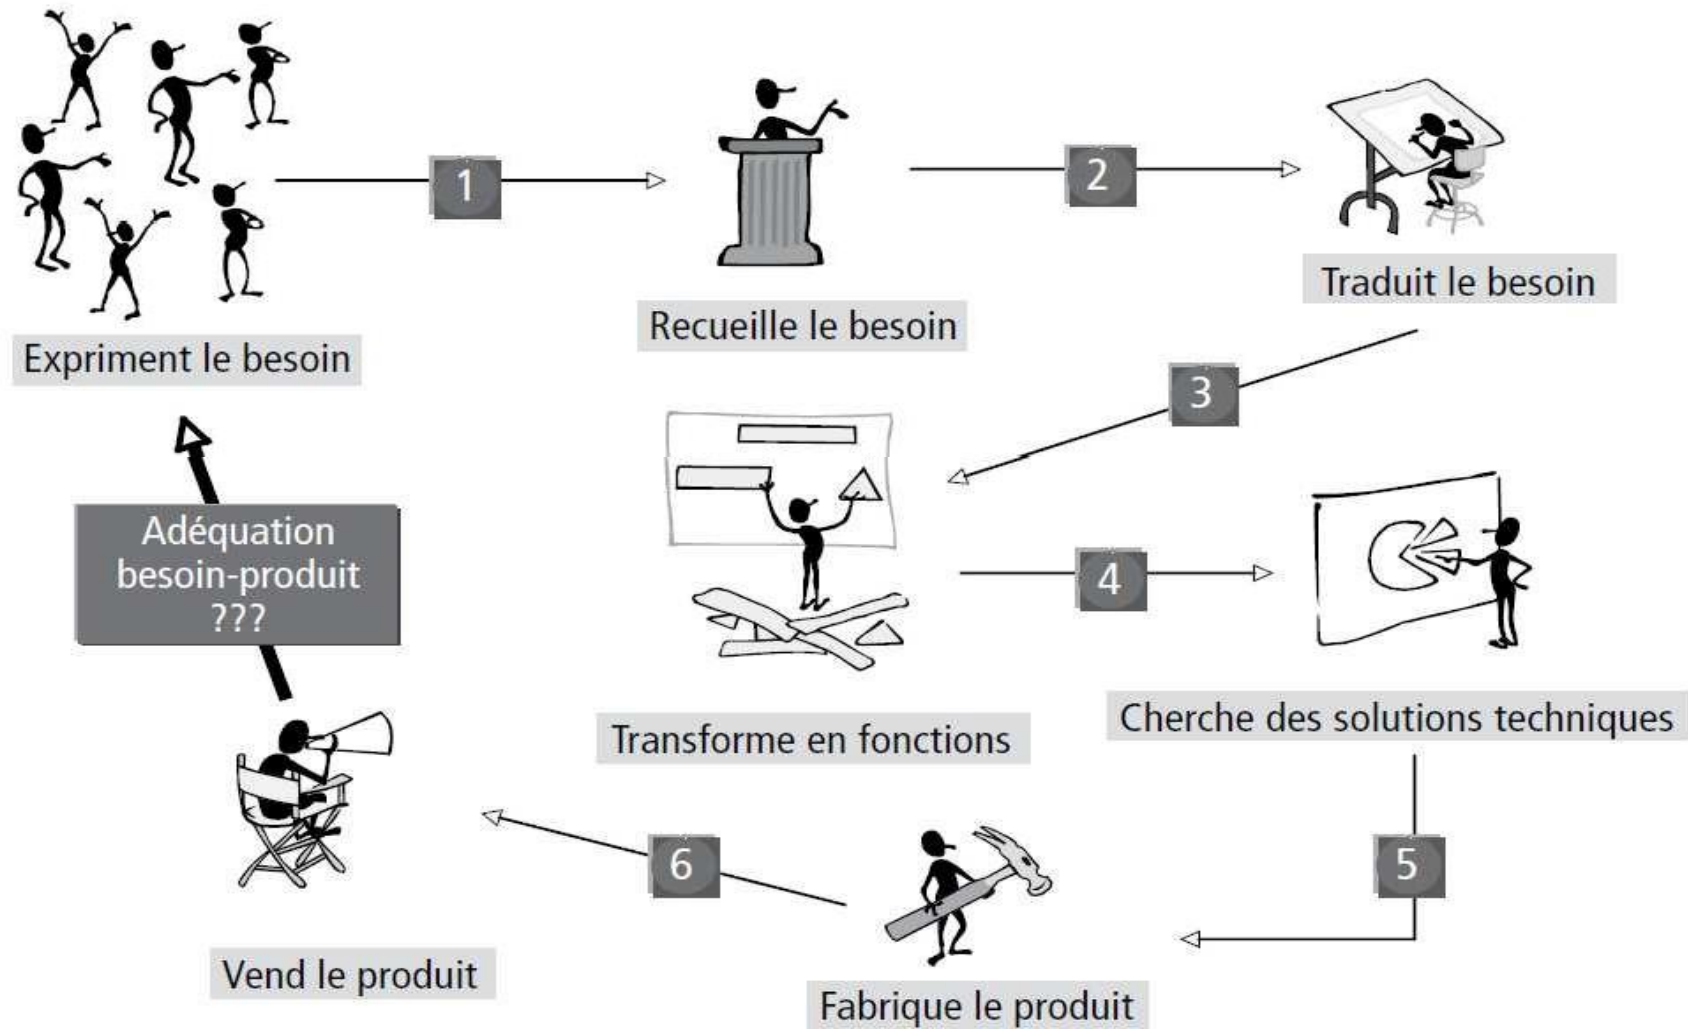 Expriment le besoin
1
Recueille le besoin
2
Traduit le besoin
3
Transforme en fonctions
4
Cherche des solutions techniques
5
Fabrique le produit
6
Vend le produit
Adéquation
besoin-produit
???